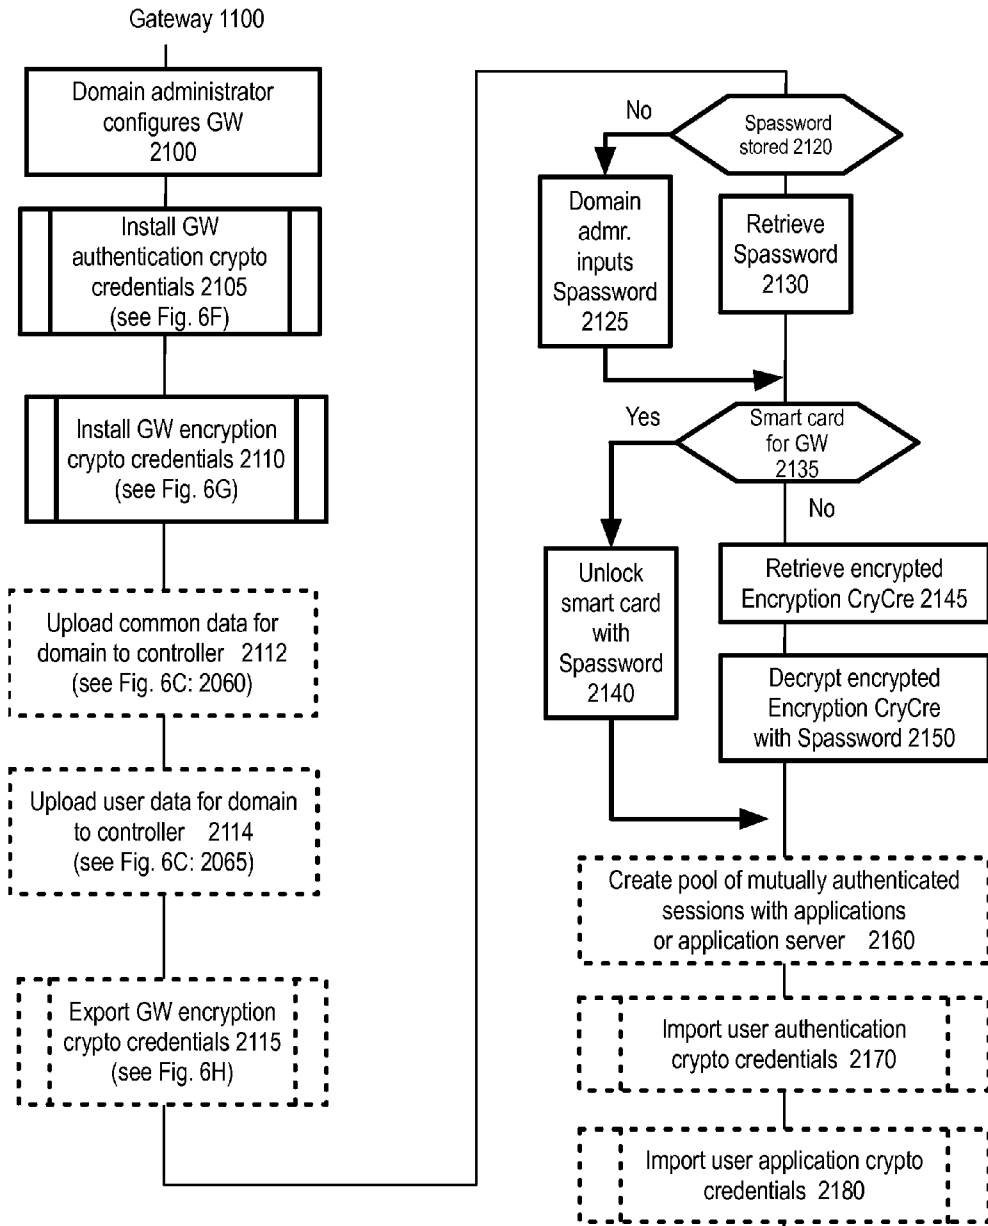 Gateway 1100
Domain administrator
configures GW
2100
Install GW
authentication crypto
credentials 2105
(see Fig. 6F)
Install GW encryption
crypto credentials 2110
(see Fig. 6G)
Upload common data for
domain to controller 2112
(see Fig. 6C: 2060)
Upload user data for domain
to controller 2114
(see Fig. 6C: 2065)
Export GW encryption
crypto credentials 2115
(see Fig. 6H)
Spassword
stored 2120
No
Domain
admr.
inputs
Spassword
2125
Retrieve
Spassword
2130
Smart card
for GW
2135
Yes
No
Unlock
smart card
with
Spassword
2140
Retrieve encrypted
Encryption CryCre 2145
Decrypt encrypted
Encryption CryCre
with Spassword 2150
Create pool of mutually authenticated
sessions with applications
or application server 2160
Import user authentication
crypto credentials 2170
Import user application crypto
credentials 2180